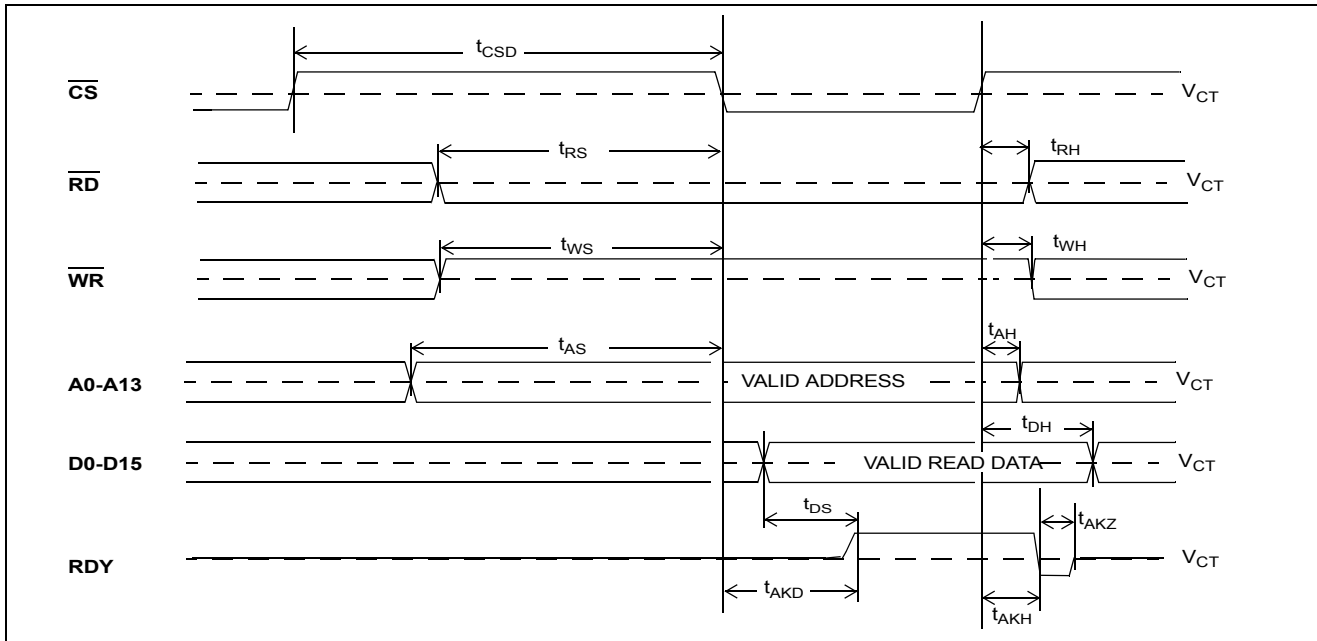 tCSD
CS VCT
tRS tRH
RD VCT
tWS tWH
WR VCT
tAS tAH
A0-A13 VALID ADDRESS VCT
tDH
D0-D15 VALID READ DATA VCT
tDS tAKZ
RDY VCT
tAKD tAKH